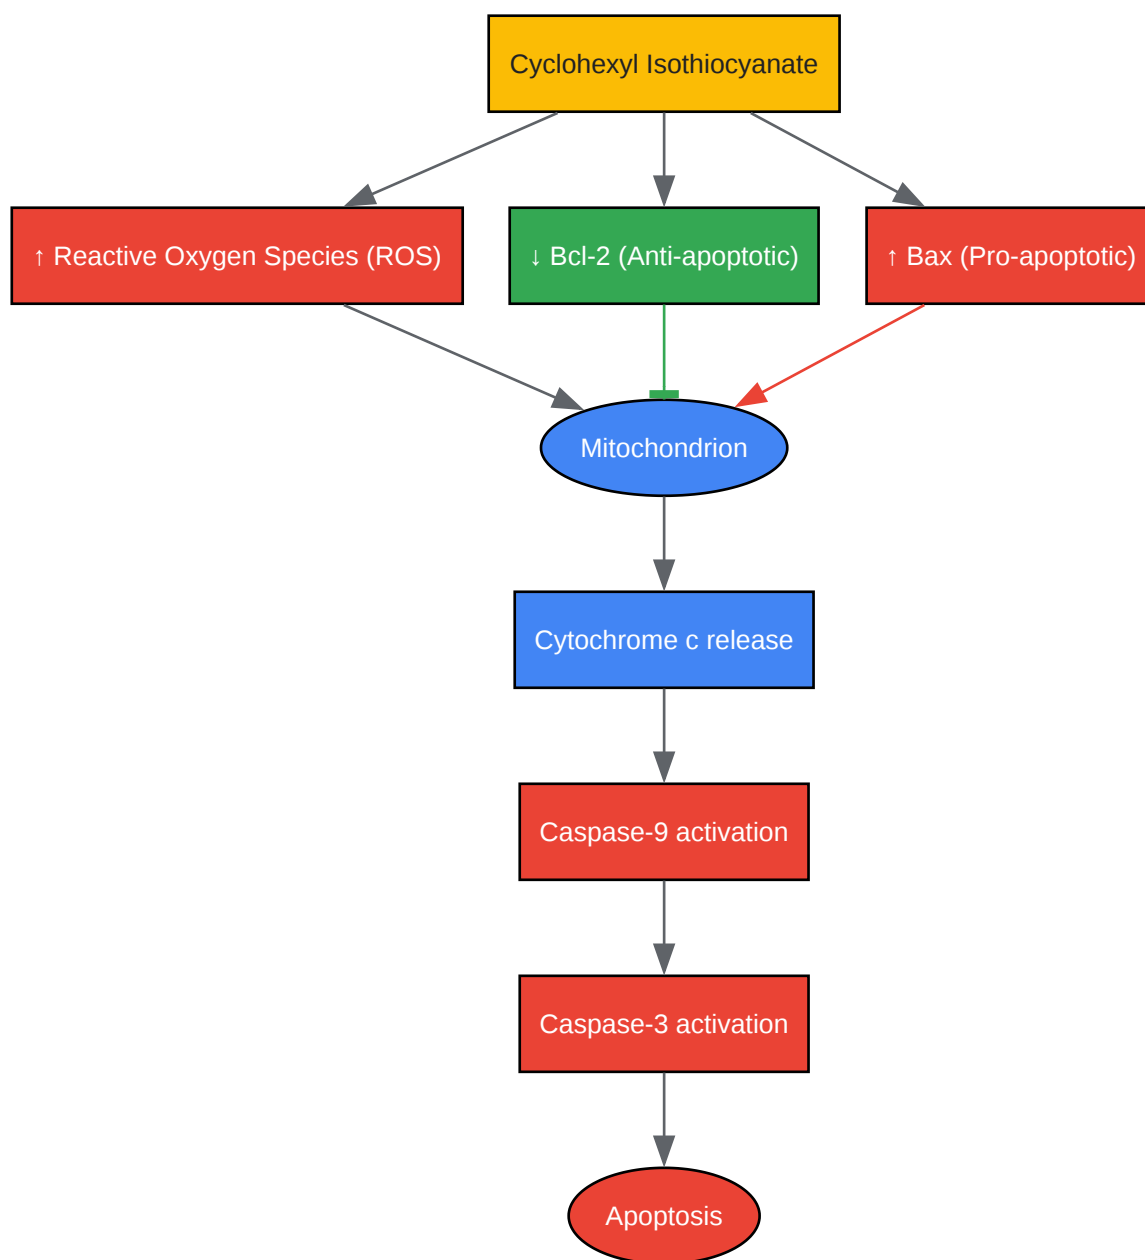 Cyclohexyl Isothiocyanate
↑ Reactive Oxygen Species (ROS)
↓ Bcl-2 (Anti-apoptotic)
↑ Bax (Pro-apoptotic)
Mitochondrion
Cytochrome c release
Caspase-9 activation
Caspase-3 activation
Apoptosis